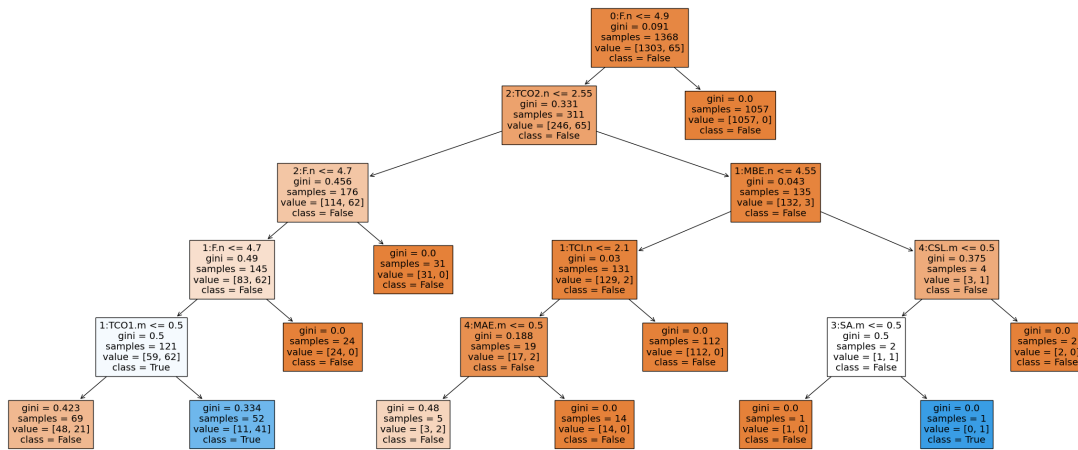 0:F.n <= 4.9
gini = 0.091
samples = 1368
value = [1303, 65]
class = False
2:TCO2.n <= 2.55
gini = 0.331
samples = 311
value = [246, 65]
class = False
gini = 0.0
samples = 1057
value = [1057, 0]
class = False
2:F.n <= 4.7
gini = 0.456
samples = 176
value = [114, 62]
class = False
1:MBE.n <= 4.55
gini = 0.043
samples = 135
value = [132, 3]
class = False
1:F.n <= 4.7
gini = 0.49
samples = 145
value = [83, 62]
class = False
gini = 0.0
samples = 31
value = [31, 0]
class = False
1:TCI.n <= 2.1
gini = 0.03
samples = 131
value = [129, 2]
class = False
4:CSL.m <= 0.5
gini = 0.375
samples = 4
value = [3, 1]
class = False
1:TCO1.m <= 0.5
gini = 0.5
samples = 121
value = [59, 62]
class = True
gini = 0.0
samples = 24
value = [24, 0]
class = False
4:MAE.m <= 0.5
gini = 0.188
samples = 19
value = [17, 2]
class = False
gini = 0.0
samples = 112
value = [112, 0]
class = False
3:SA.m <= 0.5
gini = 0.5
samples = 2
value = [1, 1]
class = False
gini = 0.0
samples = 2
value = [2, 0]
class = False
gini = 0.423
samples = 69
value = [48, 21]
class = False
gini = 0.334
samples = 52
value = [11, 41]
class = True
gini = 0.48
samples = 5
value = [3, 2]
class = False
gini = 0.0
samples = 14
value = [14, 0]
class = False
gini = 0.0
samples = 1
value = [1, 0]
class = False
gini = 0.0
samples = 1
value = [0, 1]
class = True